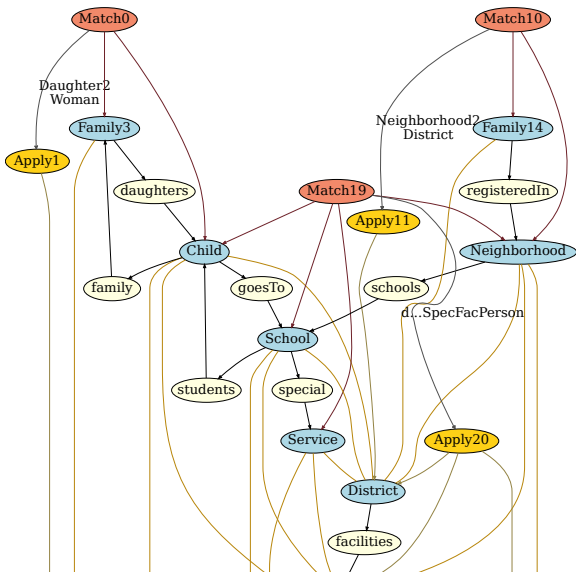 Match0
Match10
Daughter2
Woman
Neighborhood2
District
Family3
Family14
Apply1
daughters
Match19
registeredIn
Apply11
Child
Neighborhood
family
goesTo
schools
d...SpecFacPerson
School
students
special
Service
Apply20
District
facilities